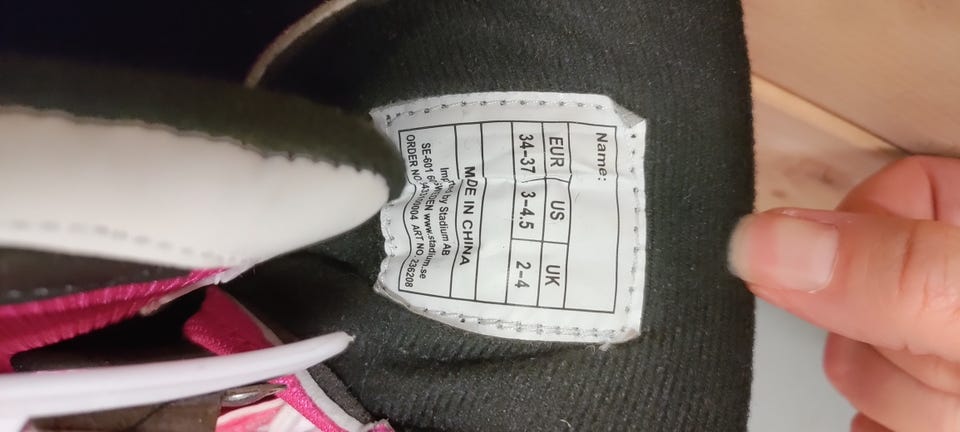 Name:
EUR US UK
34-37 3-4.5 2-4
MDE IN CHINA
by Stadium AB
SE-601 www.stadium.se
ORDER NO. ART NO. 236208